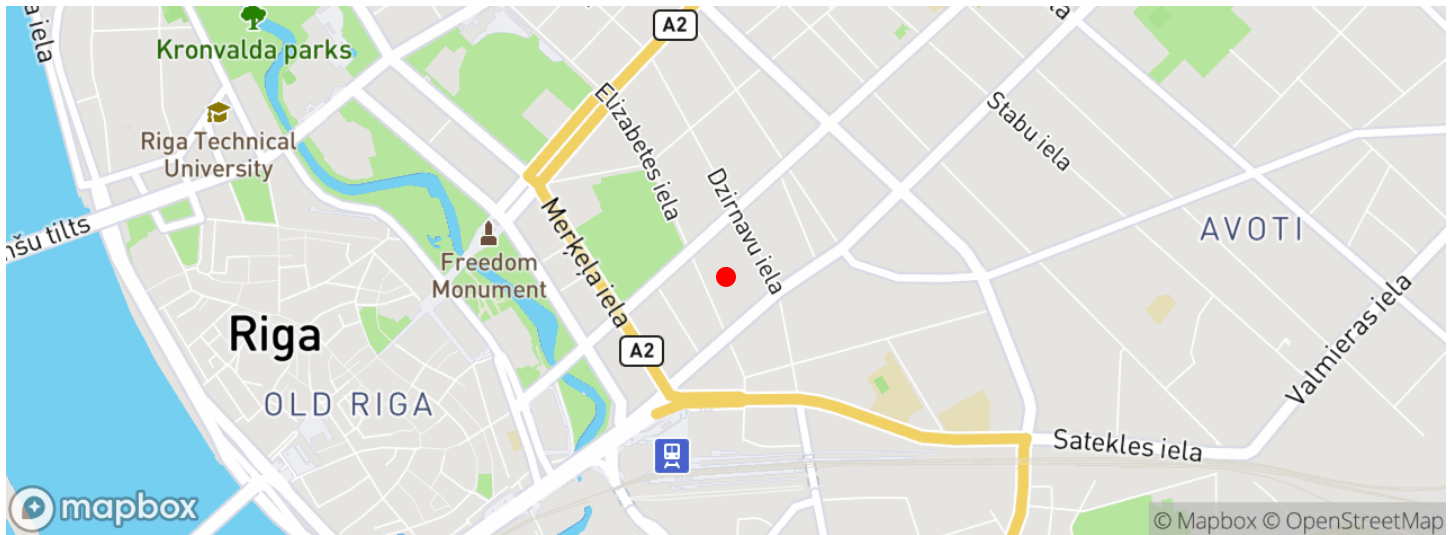 iela
A2
Kronvalda parks
Elizabetes iela
Stabu iela
Riga Technical
University
Dzirnavu iela
Merķeļa iela
AVOTI
nšu tilts
Freedom
Monument
Riga
A2
Valmieras iela
OLD RIGA
Satekles iela
mapbox
© Mapbox © OpenStreetMap